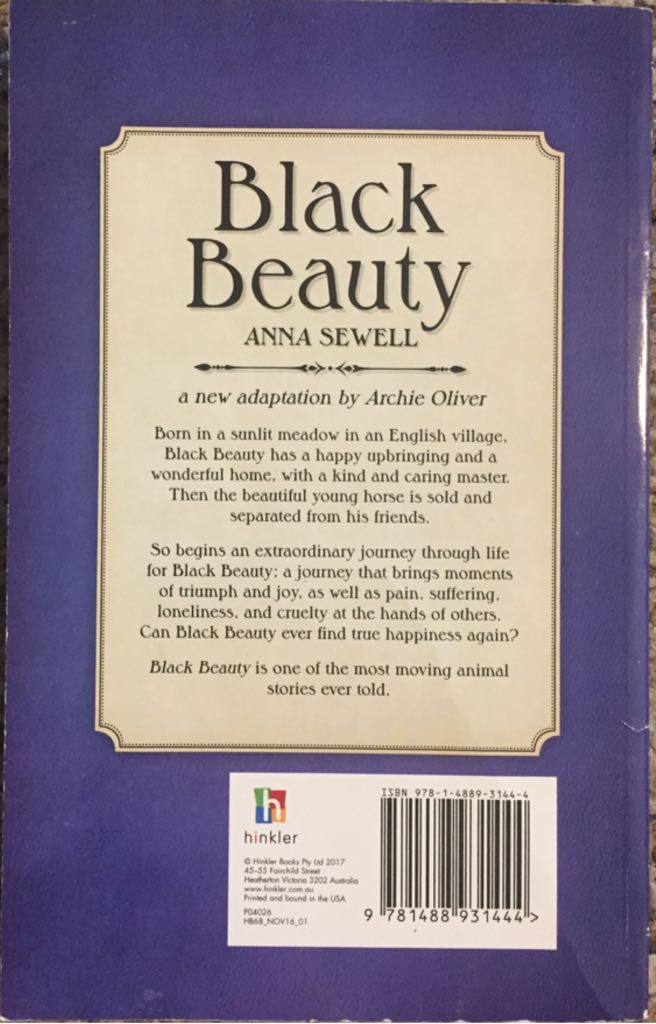 Black
Beauty
ANNA SEWELL
a new adaptation by Archie Oliver
Born in a sunlit meadow in an English village,
Black Beauty has a happy upbringing and a
wonderful home, with a kind and caring master.
Then the beautiful young horse is sold and
separated from his friends.
So begins an extraordinary journey through life
for Black Beauty; a journey that brings moments
of triumph and joy, as well as pain, suffering,
loneliness, and cruelty at the hands of others.
Can Black Beauty ever find true happiness again?
Black Beauty is one of the most moving animal
stories ever told.
h
hinkler
© Hinkler Books Pty Ltd 2017
45–55 Fairchild Street
Heatherton Victoria 3202 Australia
www.hinkler.com.au
Printed and bound in the USA
P04026
HB68_NOV16_01
ISBN 978-1-4889-3144-4
9 781488 931444 >